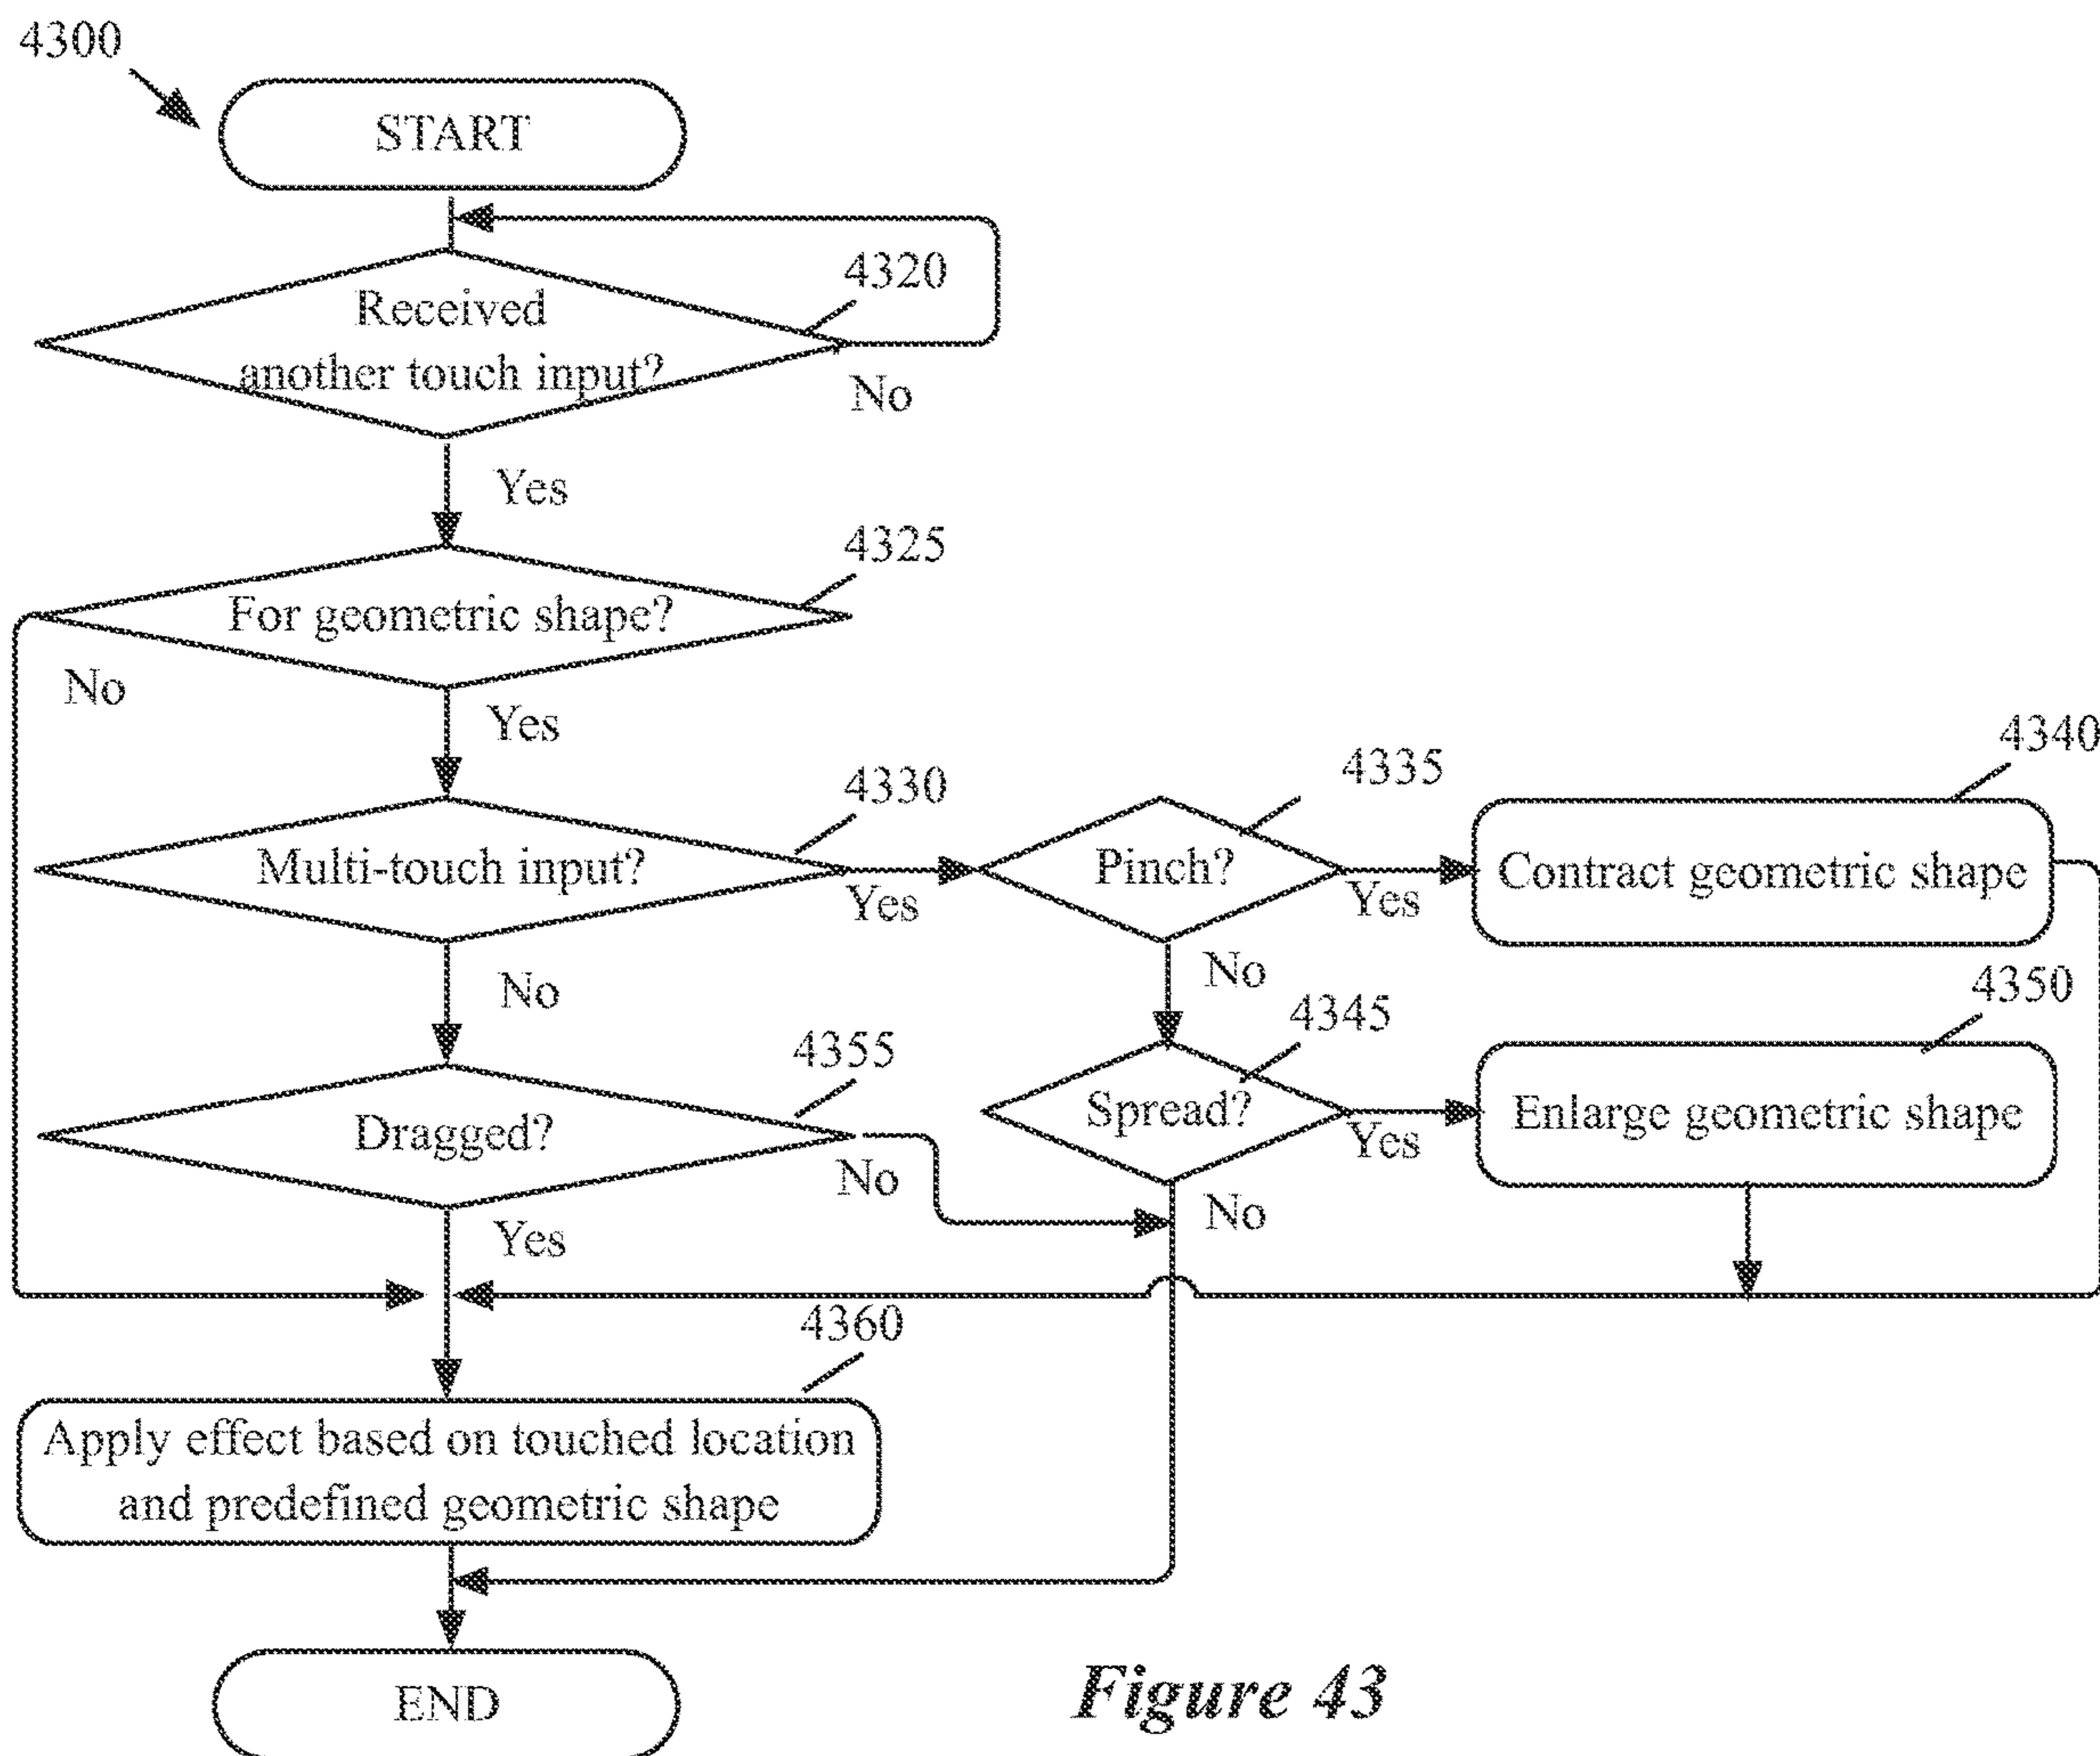 4300
START
4320
Received
another touch input?
No
Yes
4325
For geometric shape?
No
Yes
4330
Multi-touch input?
Yes
4335
Pinch?
Yes
4340
Contract geometric shape
No
No
4355
Dragged?
No
Yes
4345
Spread?
Yes
4350
Enlarge geometric shape
No
4360
Apply effect based on touched location
and predefined geometric shape
END
Figure 43